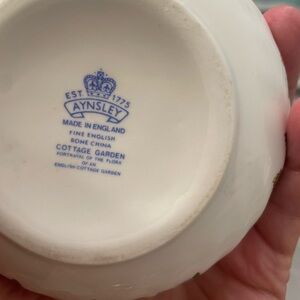 EST 1775
AYNSLEY
MADE IN ENGLAND
FINE ENGLISH
BONE CHINA
COTTAGE GARDEN
PORTRAYAL OF THE FLORA
OF AN
ENGLISH COTTAGE GARDEN